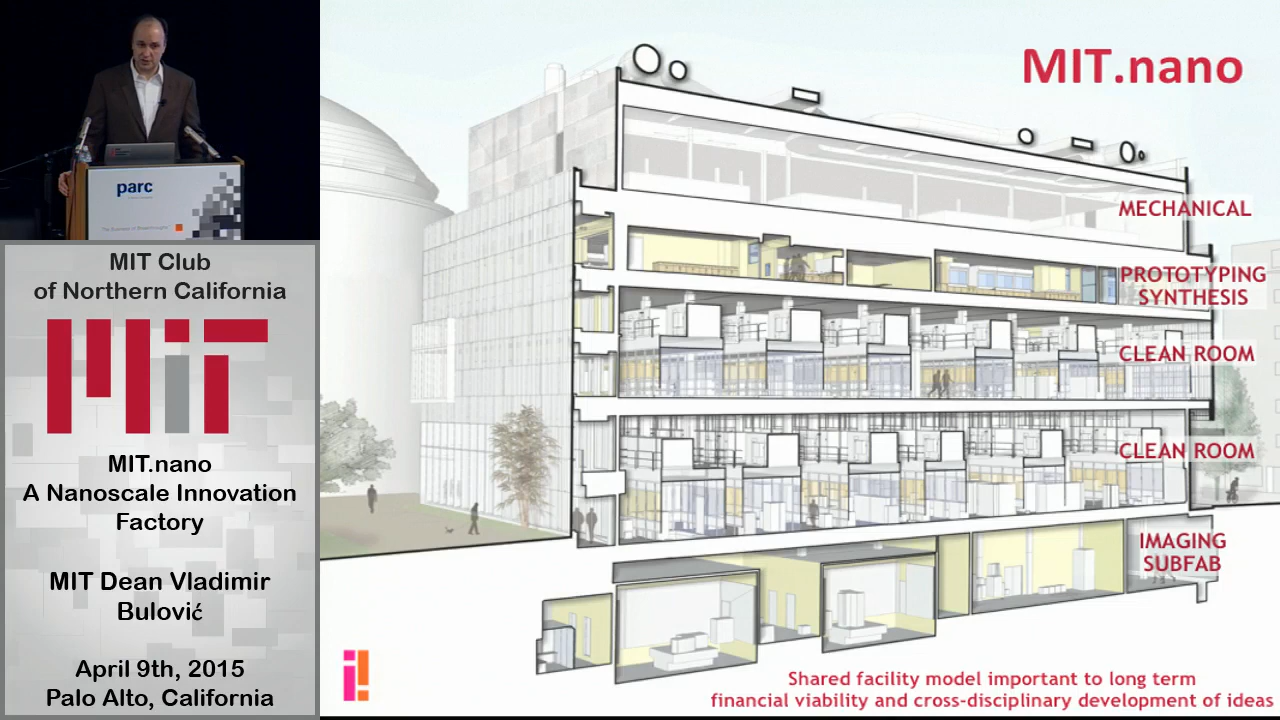 parc
MIT Club
of Northern California
MIT.nano
A Nanoscale Innovation
Factory
MIT Dean Vladimir
Bulović
April 9th, 2015
Palo Alto, California
MIT.nano
MECHANICAL
PROTOTYPING
SYNTHESIS
CLEAN ROOM
CLEAN ROOM
IMAGING
SUBFAB
Shared facility model important to long term
financial viability and cross-disciplinary development of ideas